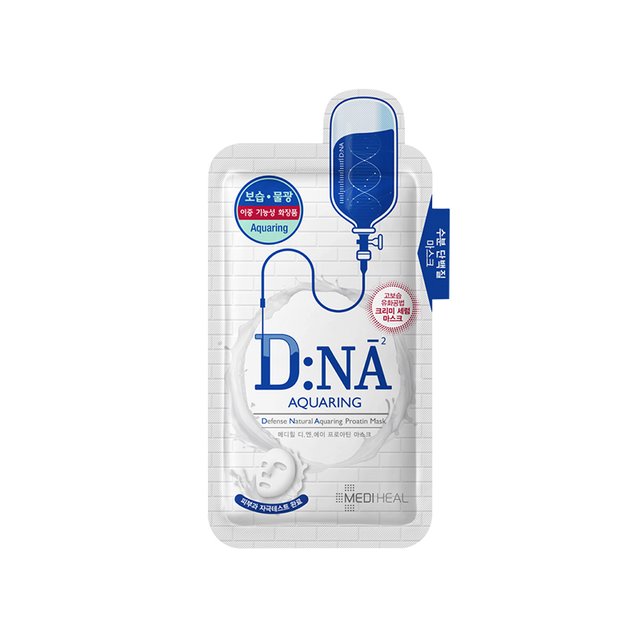 DNA
보습•물광
이중 기능성 화장품
Aquaring
수분 단백질
마스크
고보습
유화공법
크리미 세럼
마스크
D:NĀ²
AQUARING
Defense Natural Aquaring Proatin Mask
메디힐 디.엔.에이 프로아틴 마스크
피부과 자극테스트 완료
MEDIHEAL